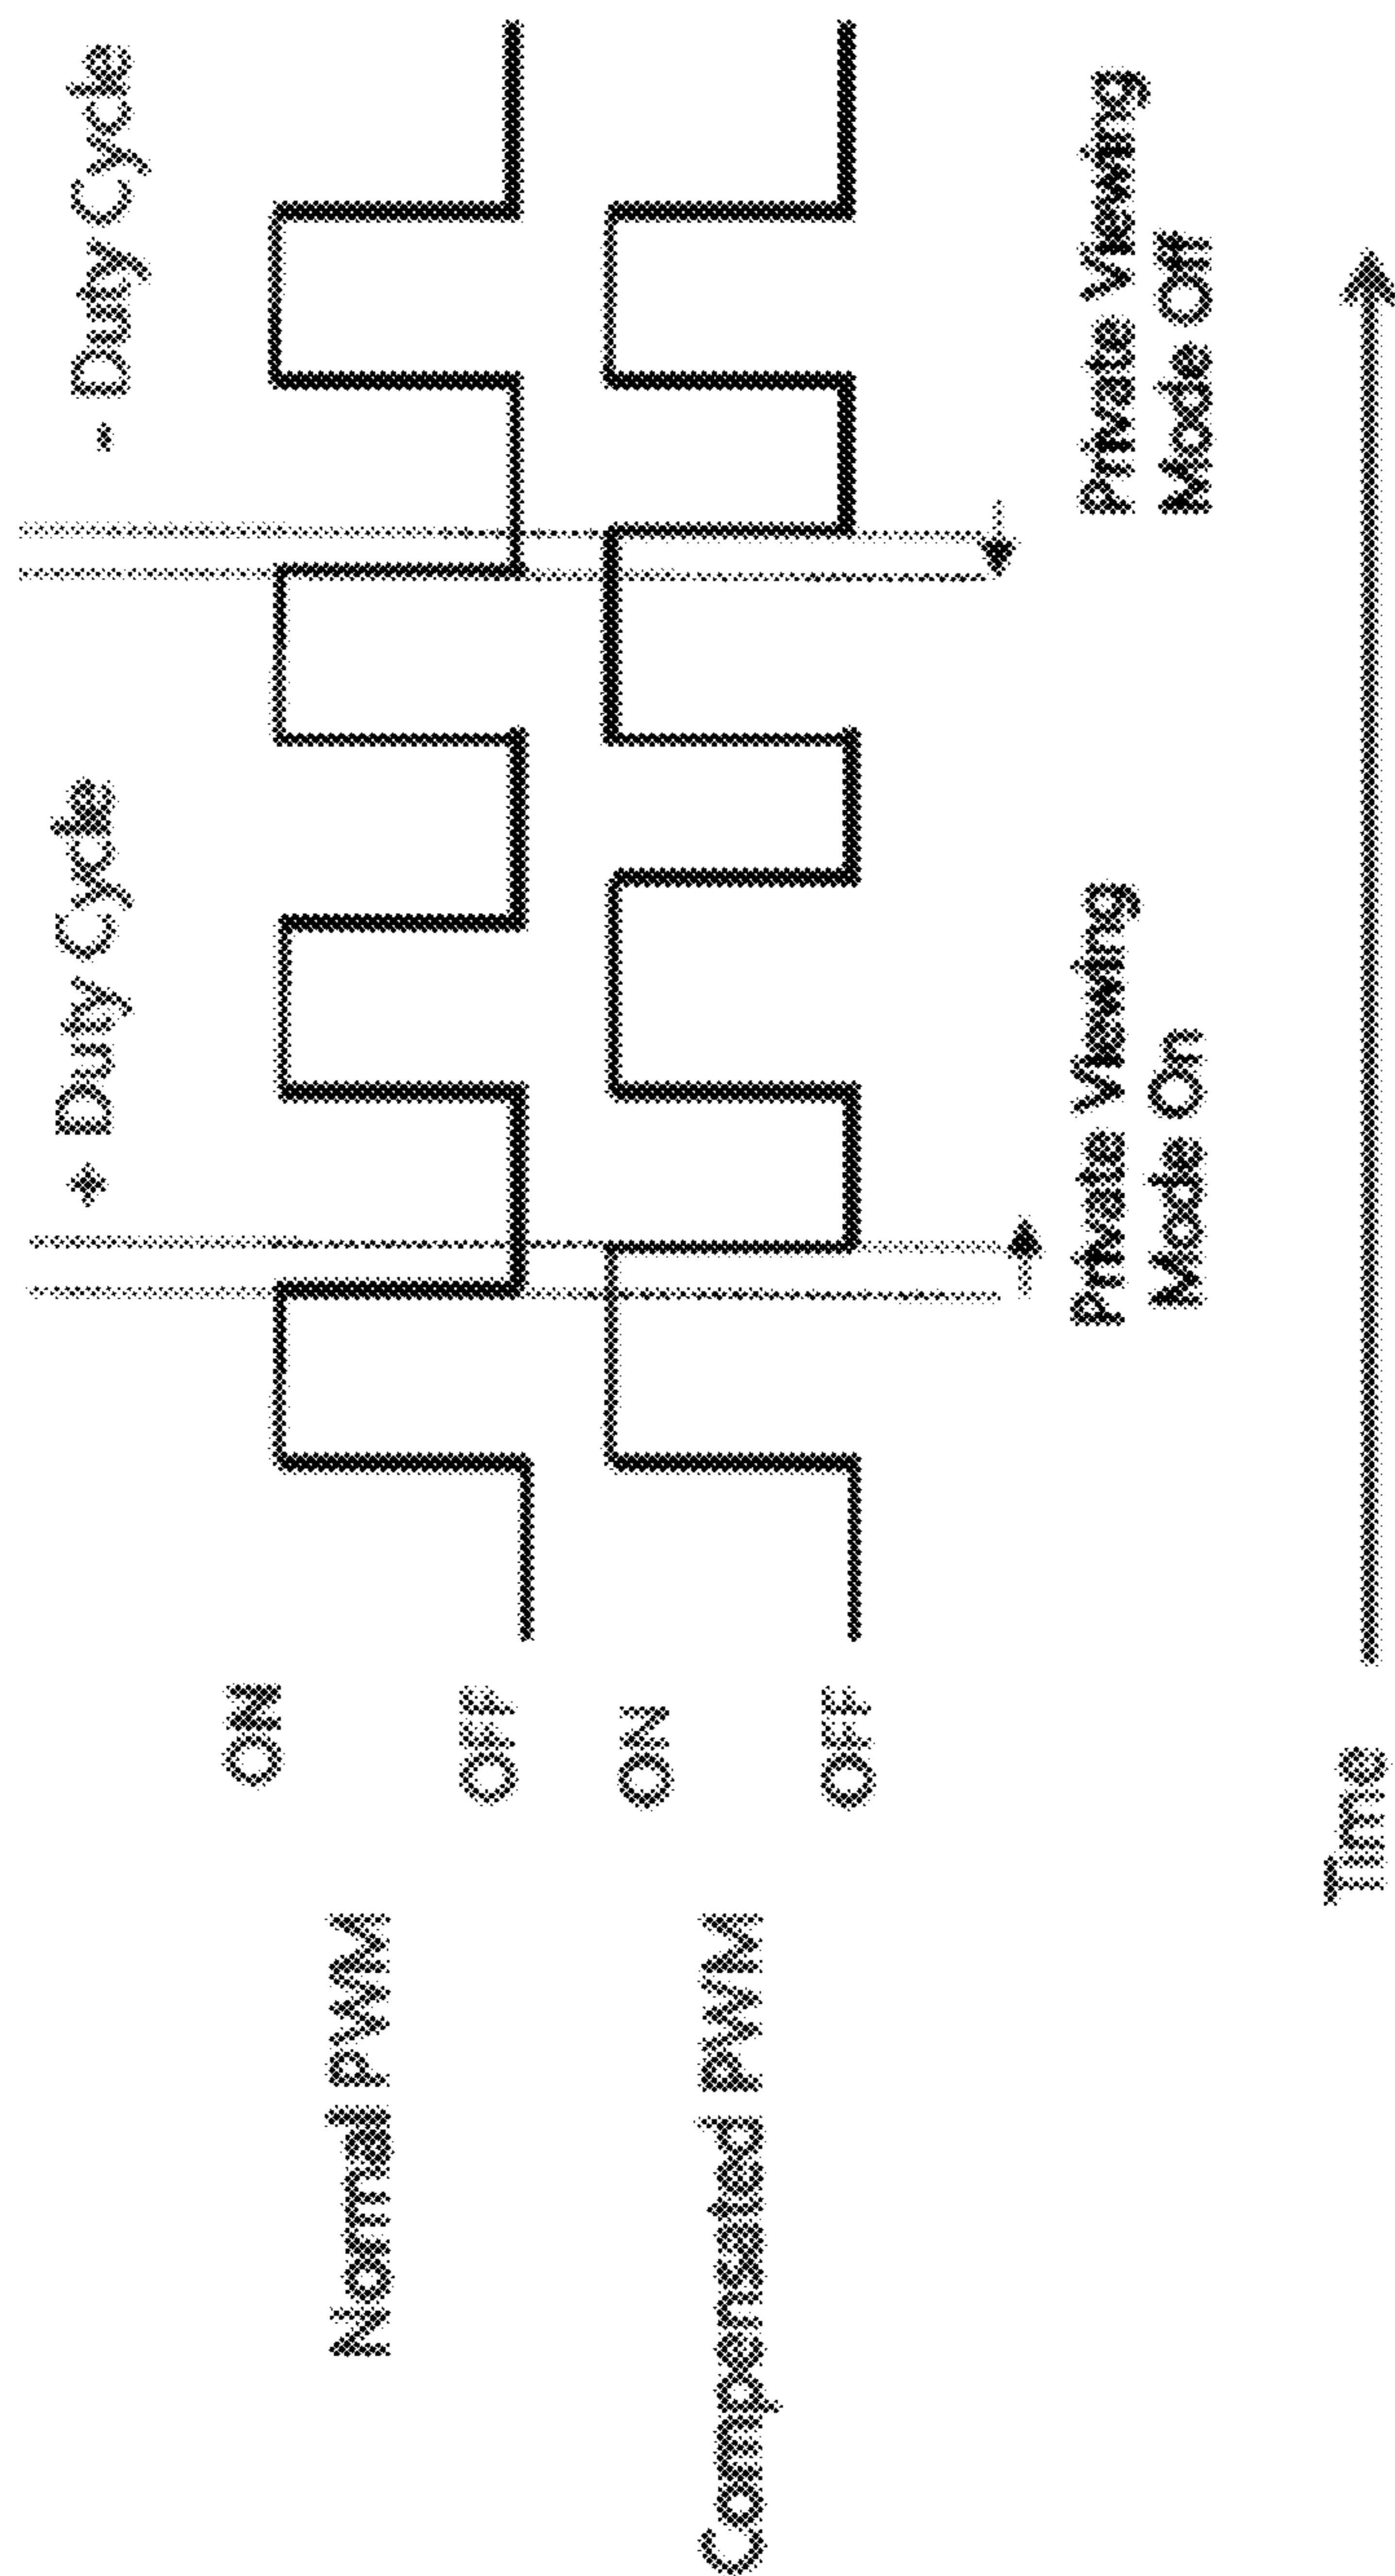 + Duty Cycle
- Duty Cycle
Normal PWM
ON
OFF
Compensated PWM
ON
OFF
Private Viewing
Mode On
Private Viewing
Mode Off
Time